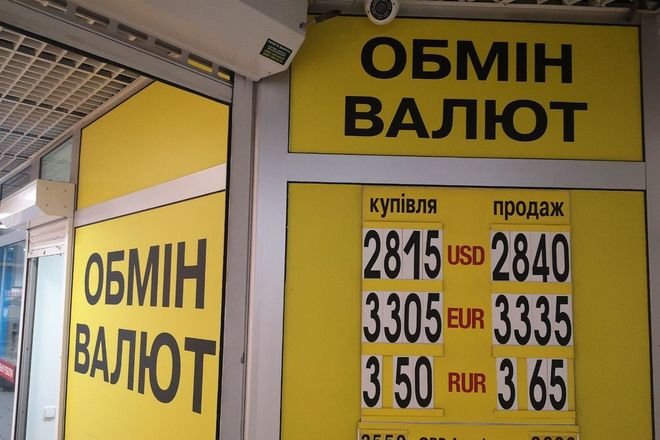 ОБМІН
ВАЛЮТ
ОБМІН
ВАЛЮТ
купівля продаж
2815 USD 2840
3305 EUR 3335
3 50 RUR 3 65